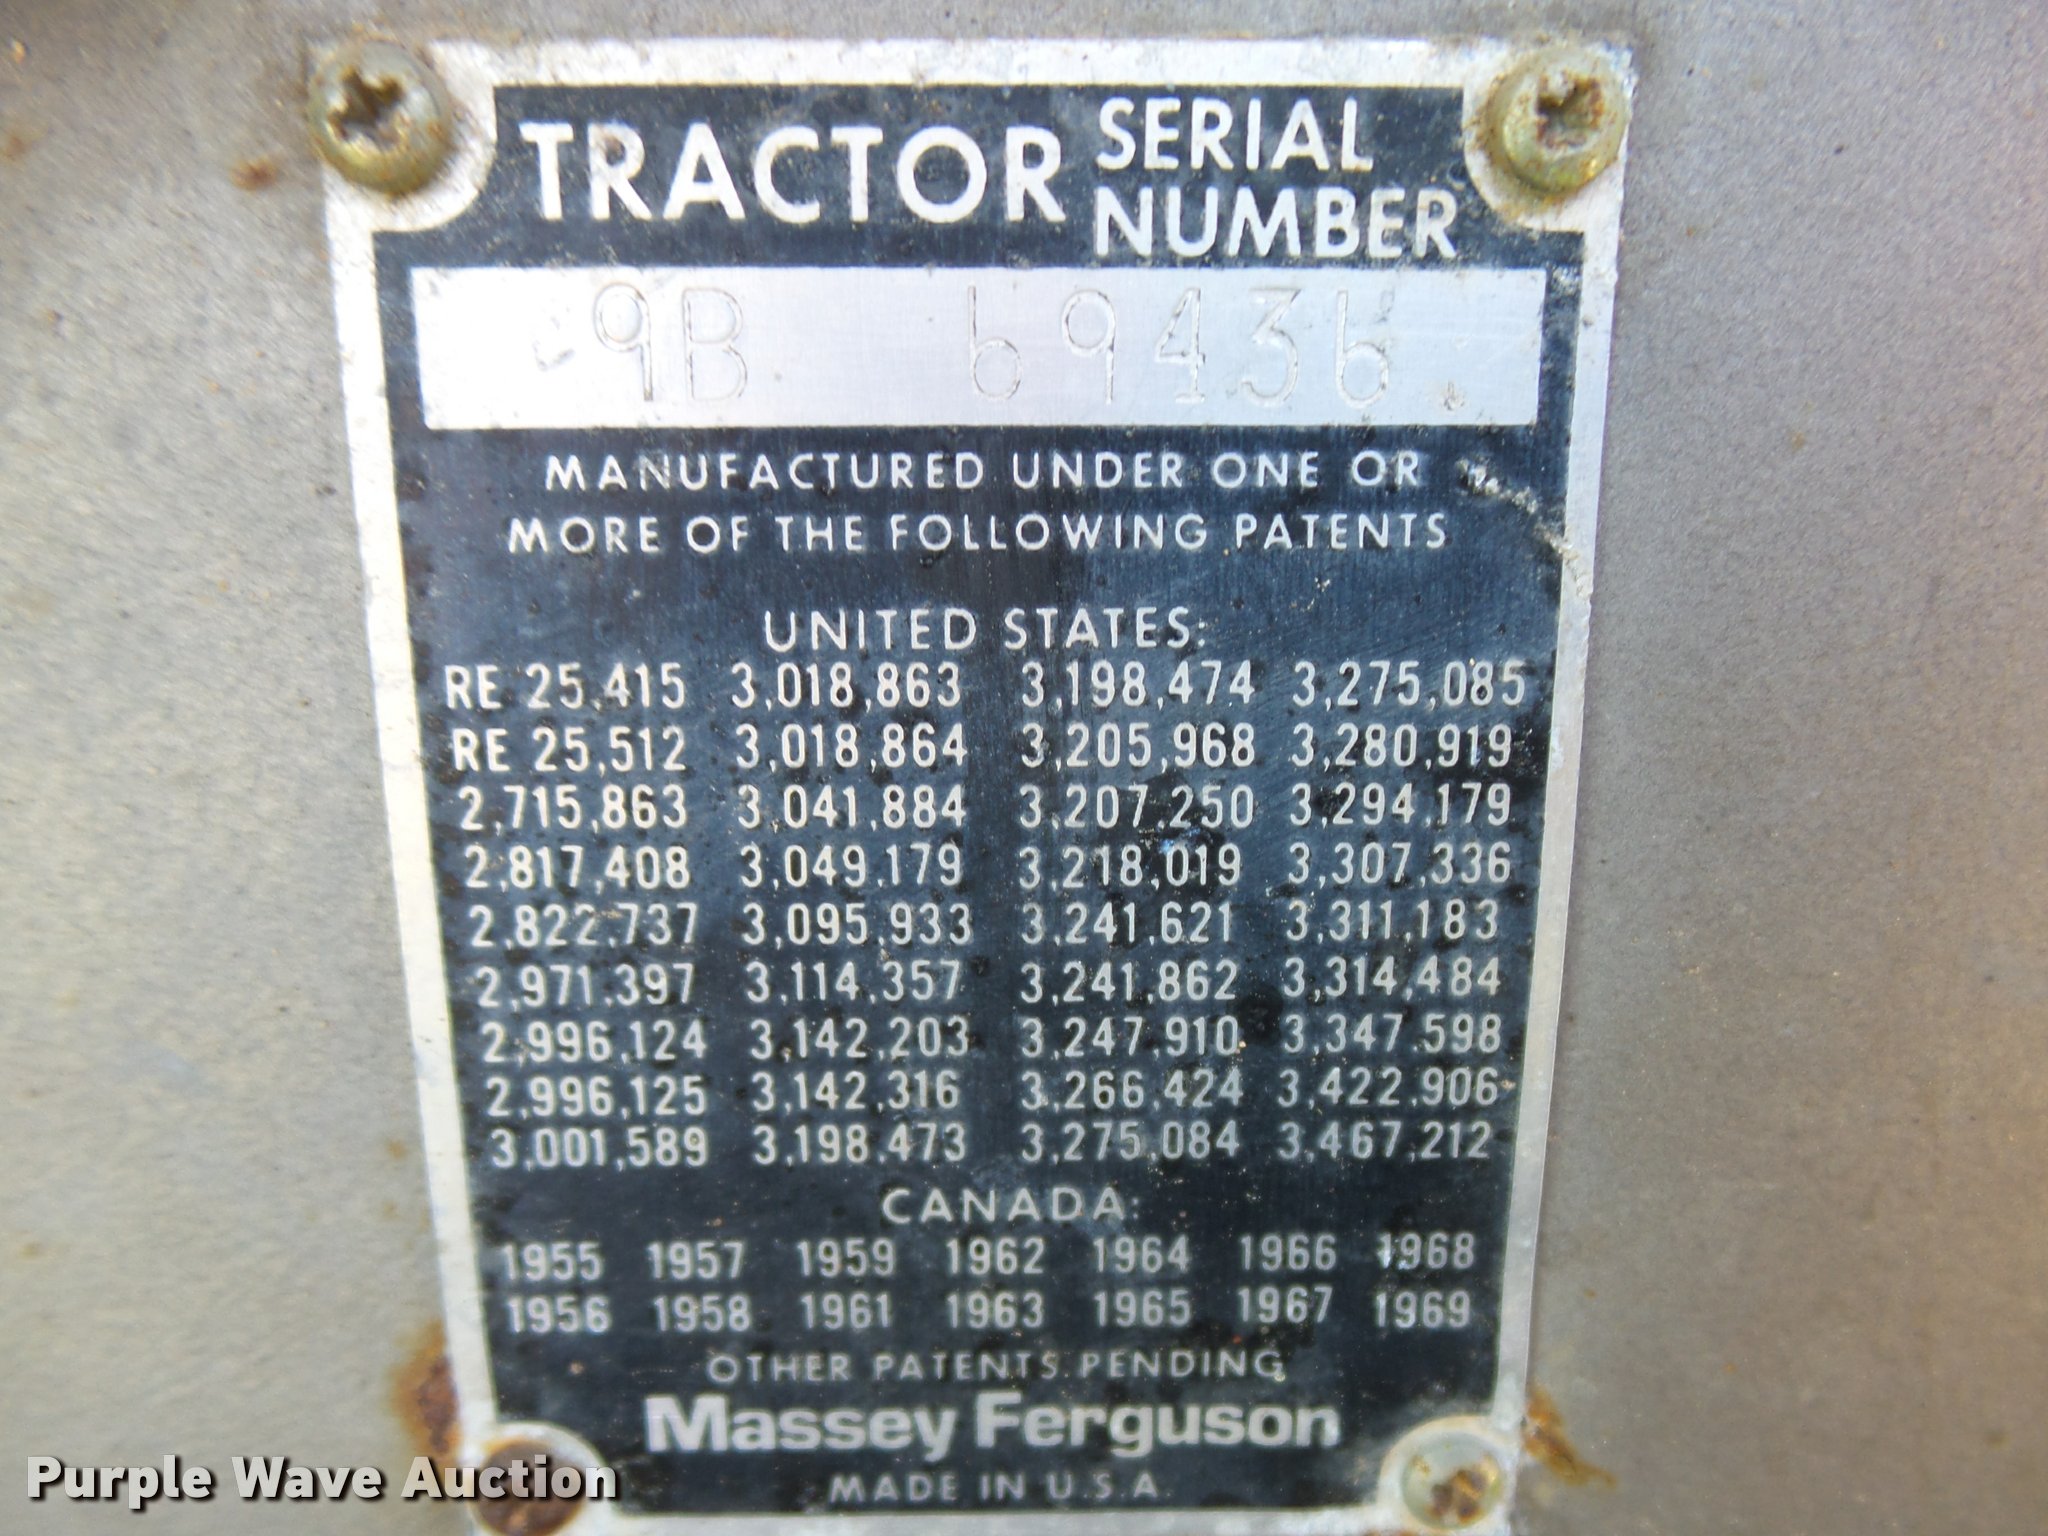 TRACTOR SERIAL NUMBER
9B 69436
MANUFACTURED UNDER ONE OR
MORE OF THE FOLLOWING PATENTS
UNITED STATES:
RE 25,415 3,018,863 3,198,474 3,275,085
RE 25,512 3,018,864 3,205,968 3,280,919
2,715,863 3,041,884 3,207,250 3,294,179
2,817,408 3,049,179 3,218,019 3,307,336
2,822,737 3,095,933 3,241,621 3,311,183
2,971,397 3,114,357 3,241,862 3,314,484
2,996,124 3,142,203 3,247,910 3,347,598
2,996,125 3,142,316 3,266,424 3,422,906
3,001,589 3,198,473 3,275,084 3,467,212
CANADA:
1955 1957 1959 1962 1964 1966 1968
1956 1958 1961 1963 1965 1967 1969
OTHER PATENTS PENDING
Massey Ferguson
MADE IN U.S.A.
Purple Wave Auction